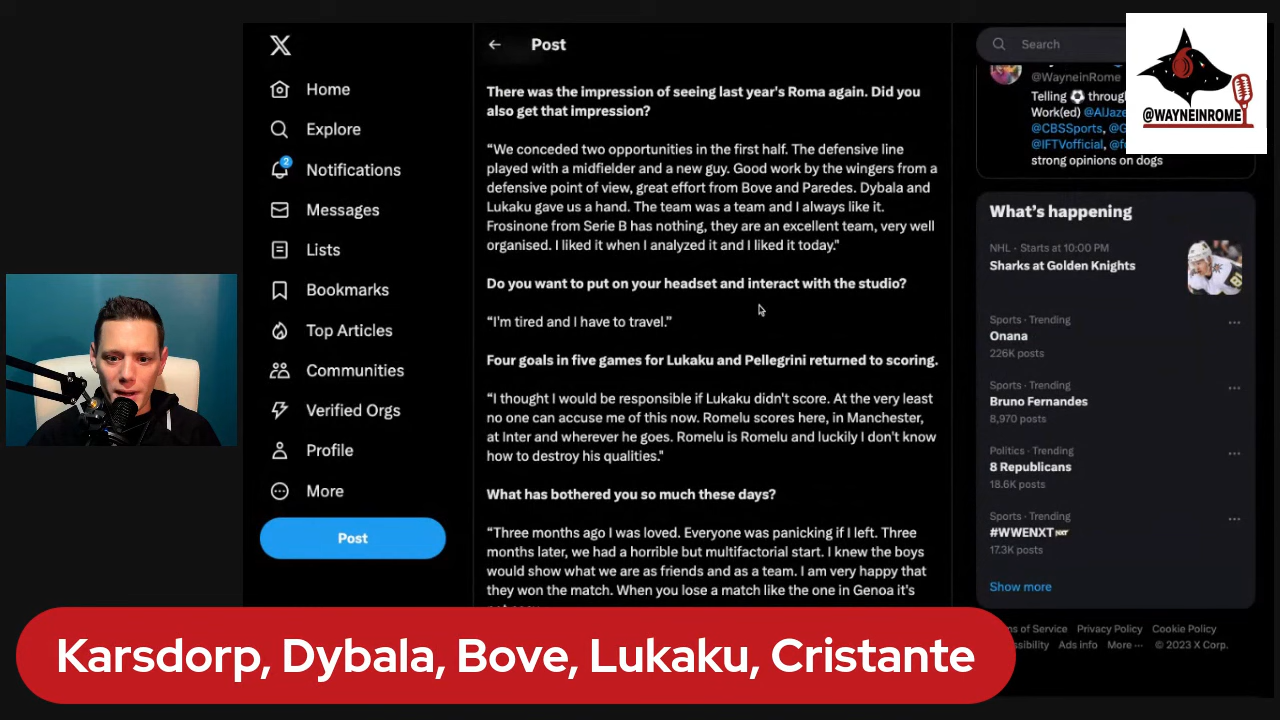 Home
Explore
2
Notifications
Messages
Lists
Bookmarks
Top Articles
Communities
Verified Orgs
Profile
More
Post
Post
There was the impression of seeing last year's Roma again. Did you
also get that impression?
“We conceded two opportunities in the first half. The defensive line
played with a midfielder and a new guy. Good work by the wingers from a
defensive point of view, great effort from Bove and Paredes. Dybala and
Lukaku gave us a hand. The team was a team and I always like it.
Frosinone from Serie B has nothing, they are an excellent team, very well
organised. I liked it when I analyzed it and I liked it today.”
Do you want to put on your headset and interact with the studio?
“I'm tired and I have to travel.”
Four goals in five games for Lukaku and Pellegrini returned to scoring.
“I thought I would be responsible if Lukaku didn't score. At the very least
no one can accuse me of this now. Romelu scores here, in Manchester,
at Inter and wherever he goes. Romelu is Romelu and luckily I don't know
how to destroy his qualities."
What has bothered you so much these days?
“Three months ago I was loved. Everyone was panicking if I left. Three
months later, we had a horrible but multifactorial start. I knew the boys
would show what we are as friends and as a team. I am very happy that
they won the match. When you lose a match like the one in Genoa it's
Search
@WayneinRome
Telling ⚽ throu
Work(ed) @AlJaze
@CBSSports, @G
@IFTVofficial, @f
strong opinions on dogs
@WAYNEINROME
What’s happening
NHL · Starts at 10:00 PM
Sharks at Golden Knights
Sports · Trending
Onana
226K posts
Sports · Trending
Bruno Fernandes
8,970 posts
Politics · Trending
8 Republicans
18.6K posts
Sports · Trending
#WWENXT
17.3K posts
Show more
ms of Service Privacy Policy Cookie Policy
ssibility Ads info More ··· © 2023 X Corp.
Karsdorp, Dybala, Bove, Lukaku, Cristante